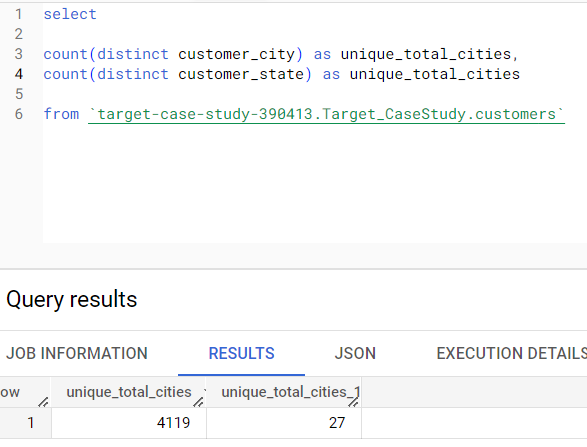 1 select
2
3 count(distinct customer_city) as unique_total_cities,
4 count(distinct customer_state) as unique_total_cities
5
6 from `target-case-study-390413.Target_CaseStudy.customers`
Query results
JOB INFORMATION RESULTS JSON EXECUTION DETAILS
ow unique_total_cities unique_total_cities_1
1 4119 27